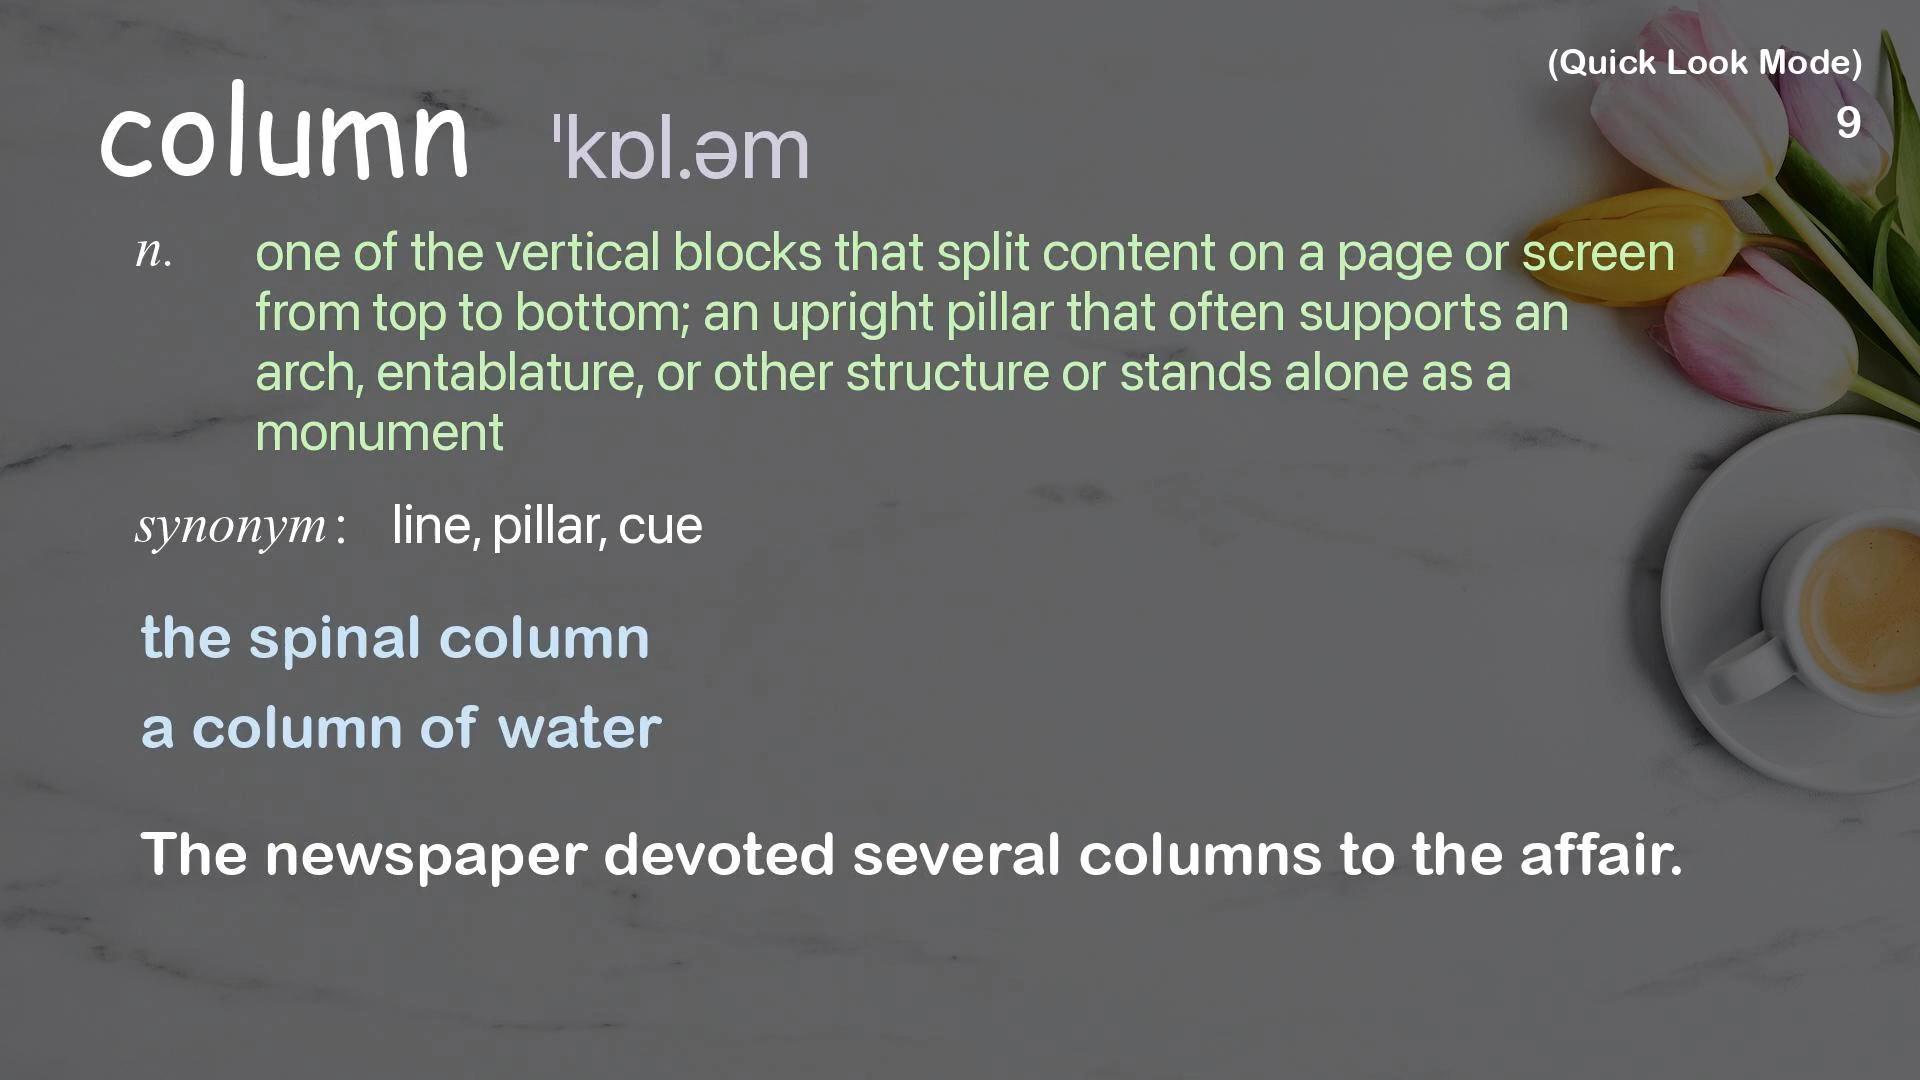 (Quick Look Mode)
9
column ˈkɒl.əm
n. one of the vertical blocks that split content on a page or screen
from top to bottom; an upright pillar that often supports an
arch, entablature, or other structure or stands alone as a
monument
synonym: line, pillar, cue
the spinal column
a column of water
The newspaper devoted several columns to the affair.